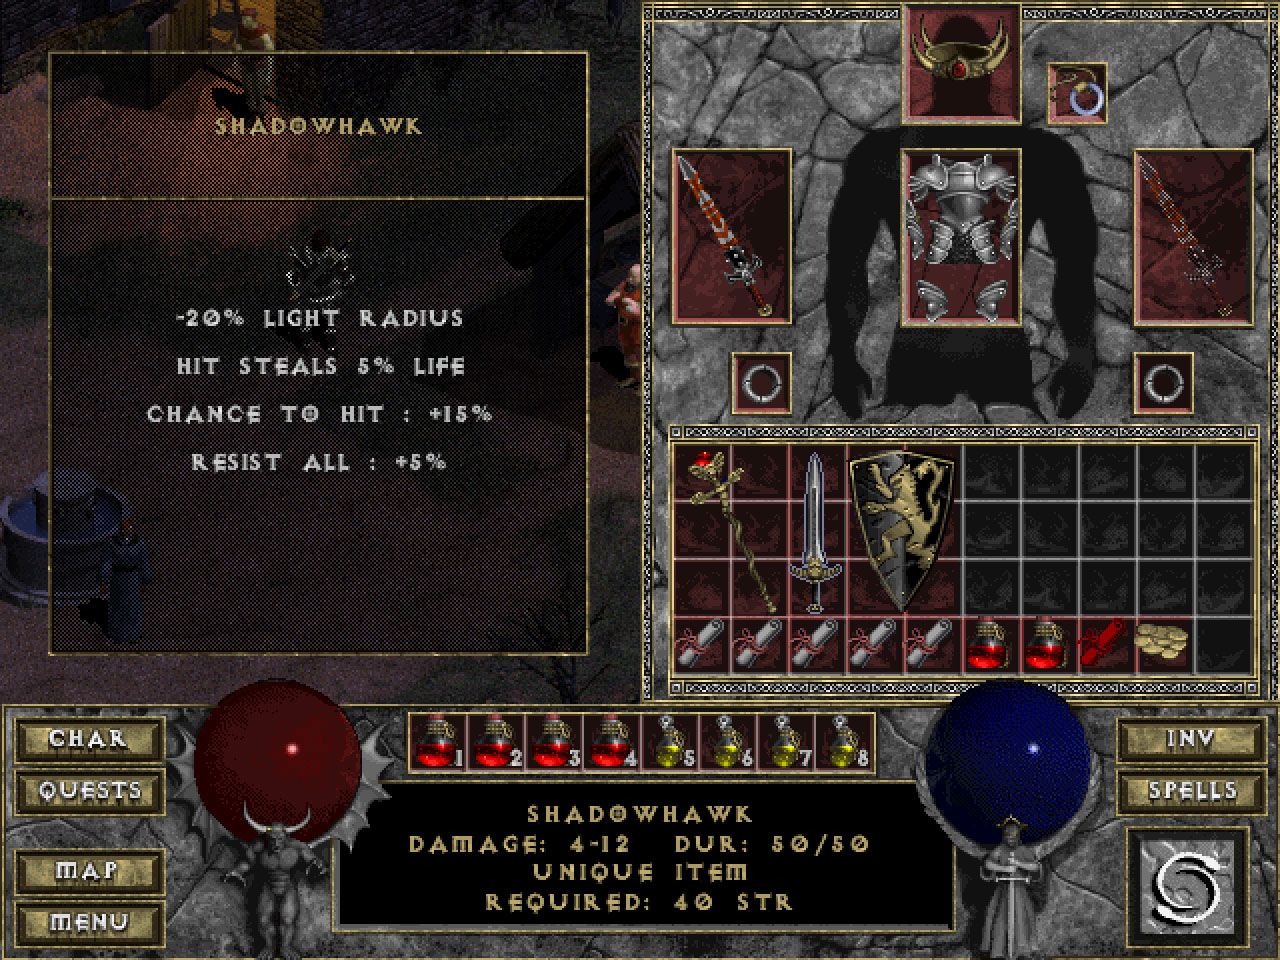 SHADOWHAWK
-20% LIGHT RADIUS
HIT STEALS 5% LIFE
CHANCE TO HIT : +15%
RESIST ALL : +5%
CHAR
QUESTS
MAP
MENU
1 2 3 4 5 6 7 8
SHADOWHAWK
DAMAGE: 4-12 DUR: 50/50
UNIQUE ITEM
REQUIRED: 40 STR
INV
SPELLS